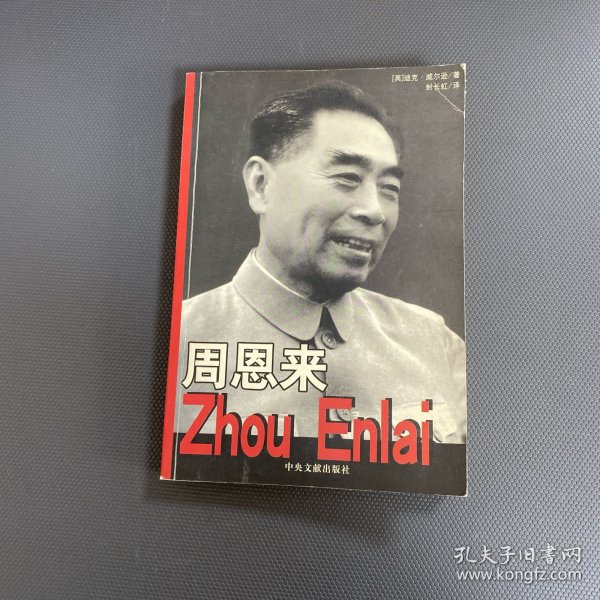 [英]迪克·威尔逊/著
封长虹/译
周恩来
Zhou Enlai
中央文献出版社
孔夫子旧书网
www.kongfz.com